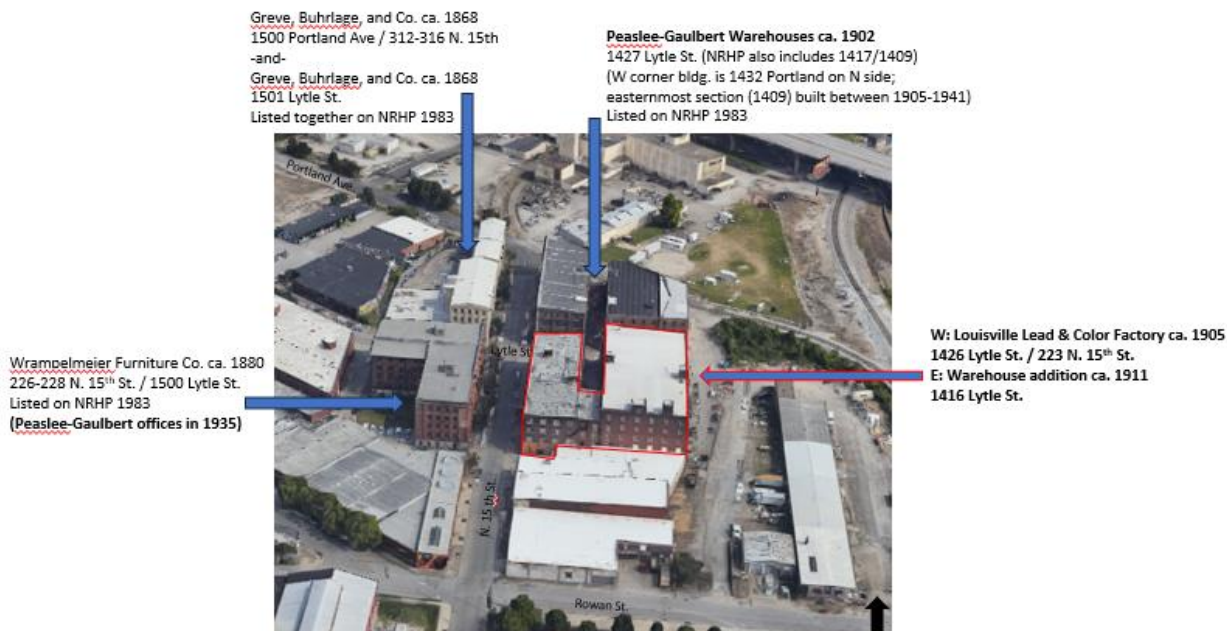 Greve, Buhrlage, and Co. ca. 1868
1500 Portland Ave / 312-316 N. 15th
-and-
Greve, Buhrlage, and Co. ca. 1868
1501 Lytle St.
Listed together on NRHP 1983
Peaslee-Gaulbert Warehouses ca. 1902
1427 Lytle St. (NRHP also includes 1417/1409)
(W corner bldg. is 1432 Portland on N side;
easternmost section (1409) built between 1905-1941)
Listed on NRHP 1983
Portland Ave.
Lytle St.
Wrampelmeier Furniture Co. ca. 1880
226-228 N. 15th St. / 1500 Lytle St.
Listed on NRHP 1983
(Peaslee-Gaulbert offices in 1935)
W: Louisville Lead & Color Factory ca. 1905
1426 Lytle St. / 223 N. 15th St.
E: Warehouse addition ca. 1911
1416 Lytle St.
N. 15th St.
Rowan St.